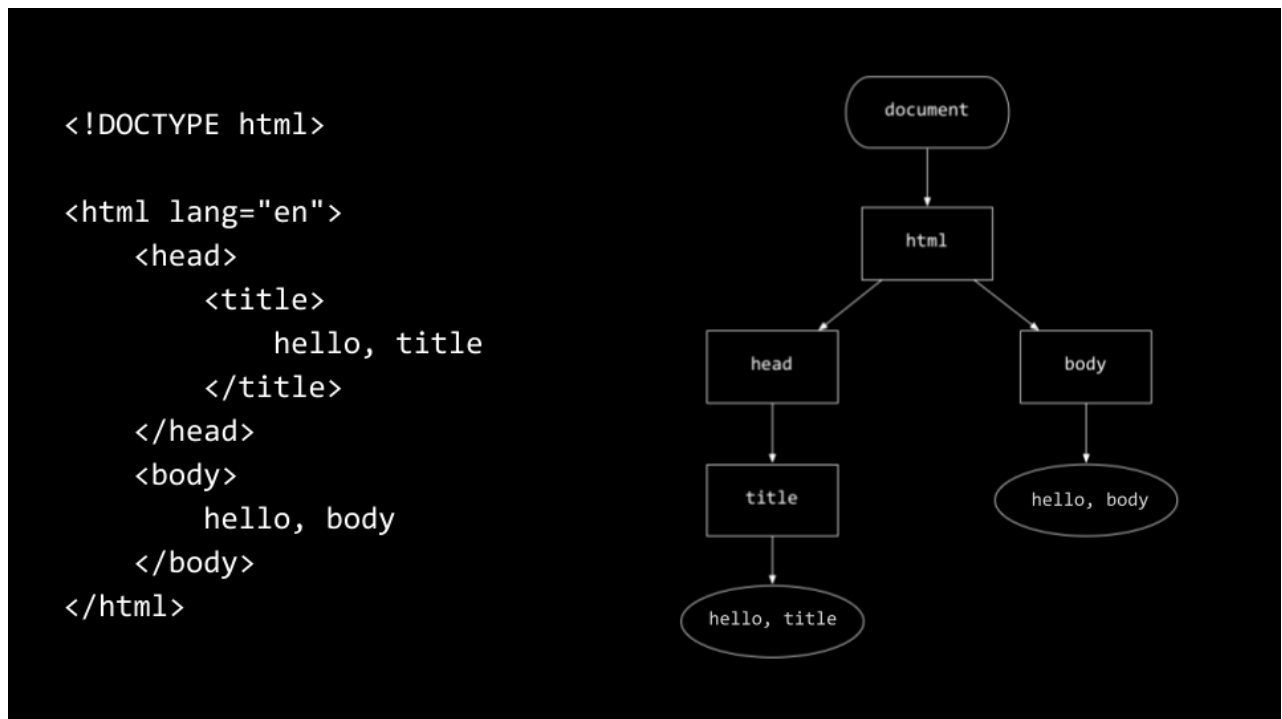 <!DOCTYPE html>
<html lang="en">
    <head>
        <title>
            hello, title
        </title>
    </head>
    <body>
        hello, body
    </body>
</html>
document
html
head
body
title
hello, body
hello, title